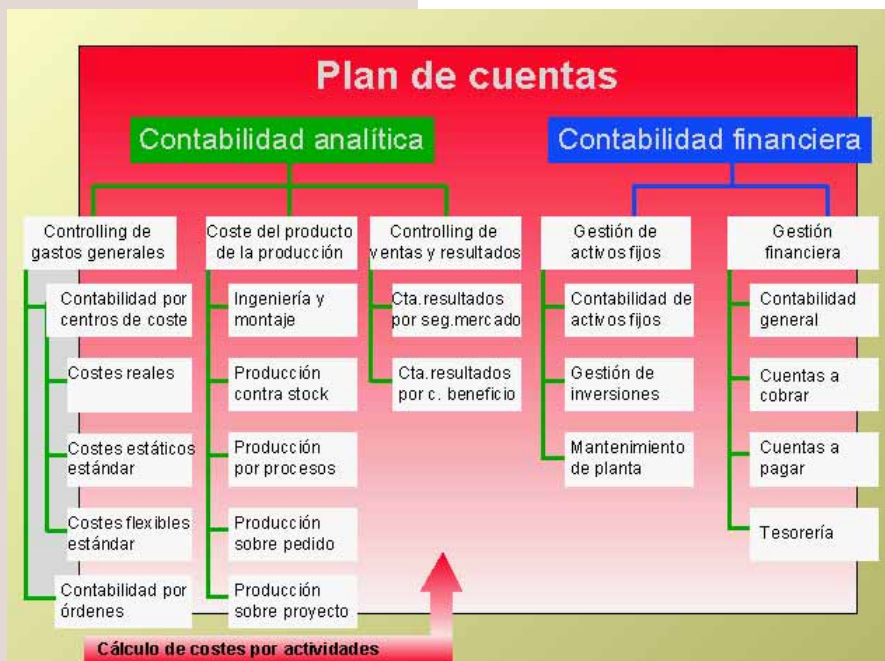 Plan de cuentas
Contabilidad analítica
Contabilidad financiera
Controlling de
gastos generales
Contabilidad por
centros de coste
Costes reales
Costes estáticos
estándar
Costes flexibles
estándar
Contabilidad por
órdenes
Coste del producto
de la producción
Ingeniería y
montaje
Producción
contra stock
Producción
por procesos
Producción
sobre pedido
Producción
sobre proyecto
Controlling de
ventas y resultados
Cta.resultados
por seg.mercado
Cta.resultados
por c. beneficio
Gestión de
activos fijos
Contabilidad de
activos fijos
Gestión de
inversiones
Mantenimiento
de planta
Gestión
financiera
Contabilidad
general
Cuentas a
cobrar
Cuentas a
pagar
Tesorería
Cálculo de costes por actividades